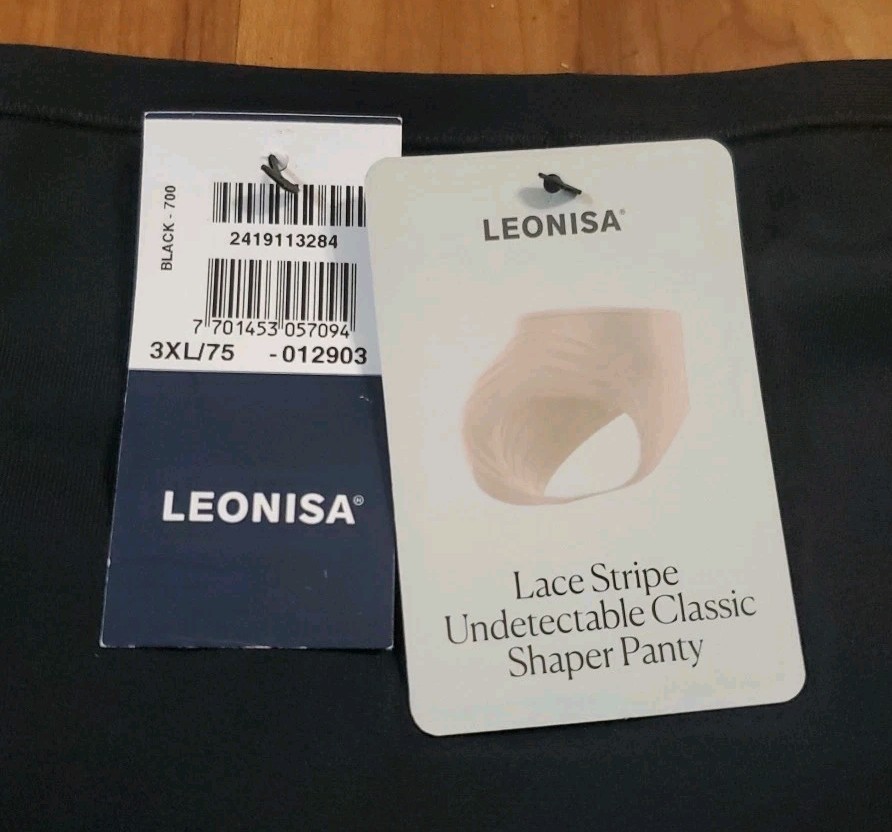 BLACK - 700
2419113284
7 701453 057094
3XL/75 -012903
LEONISA®
LEONISA®
Lace Stripe
Undetectable Classic
Shaper Panty